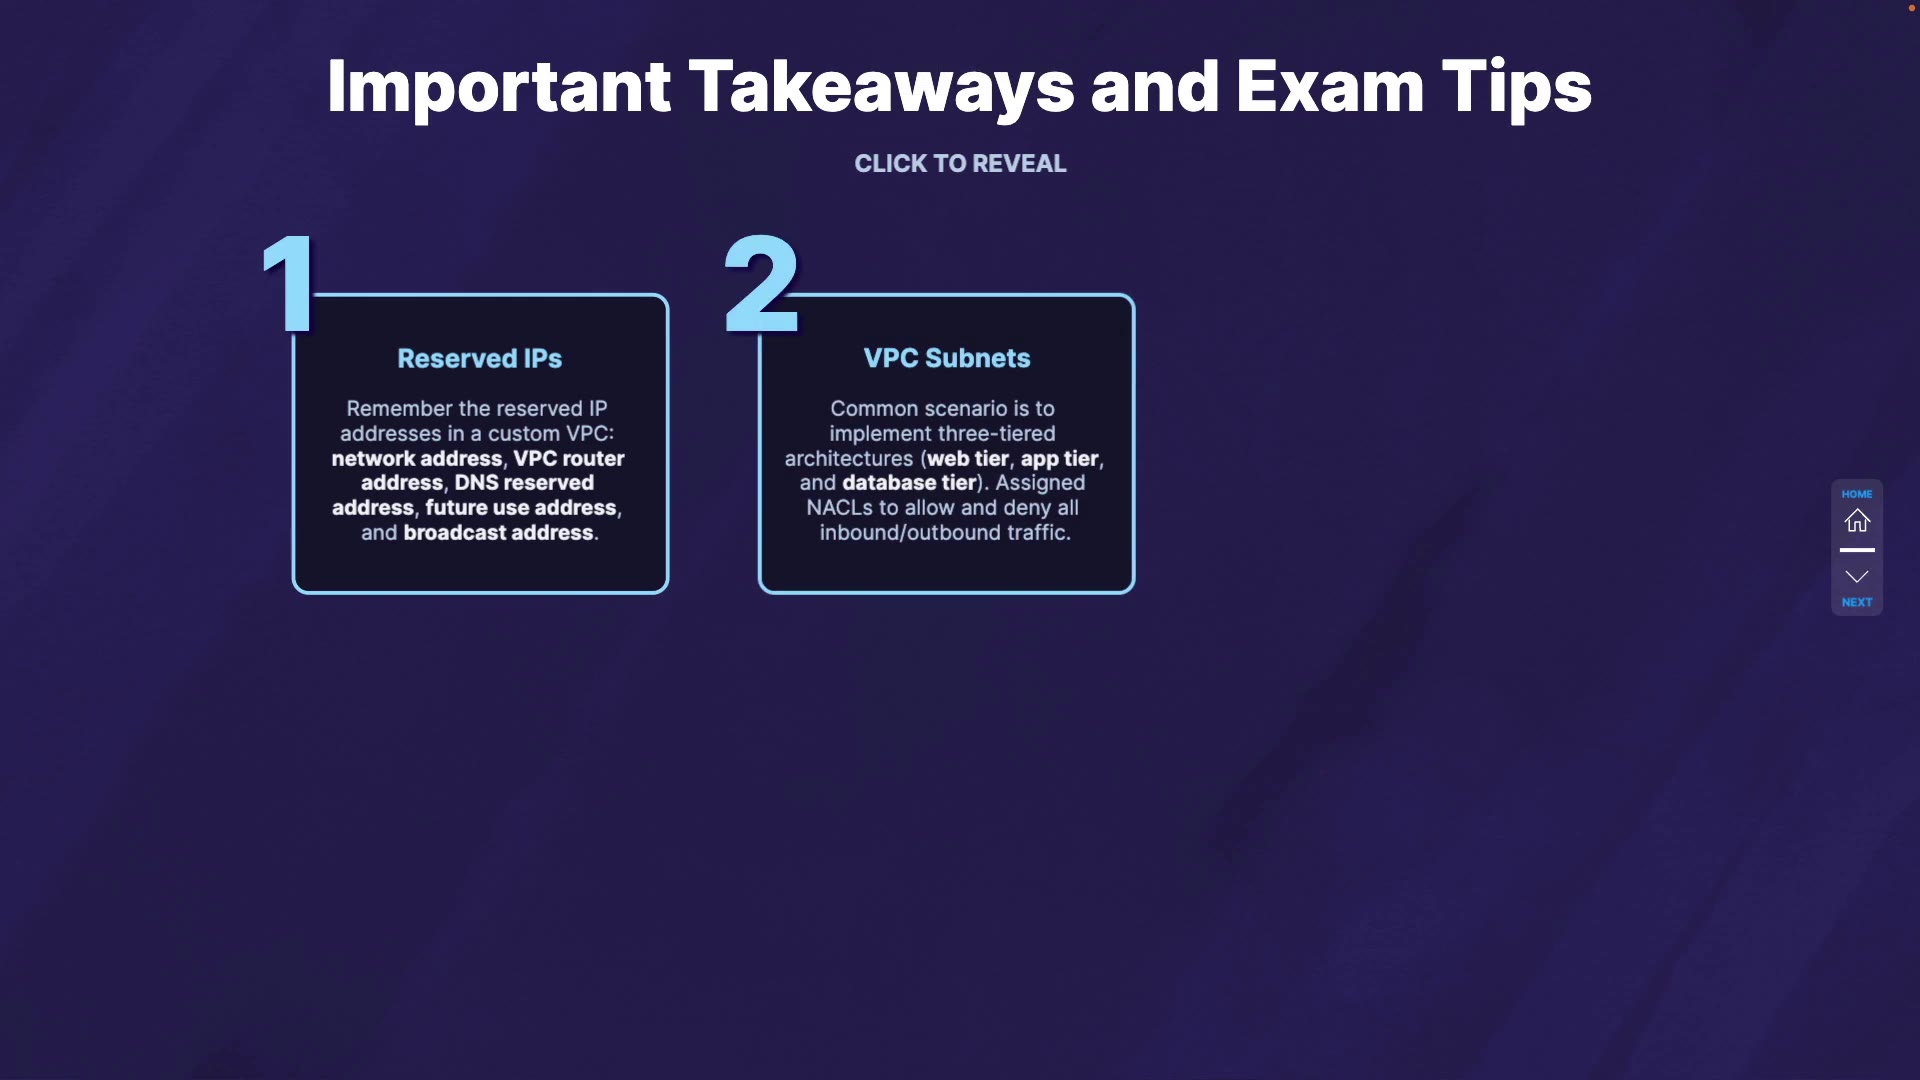 Important Takeaways and Exam Tips
CLICK TO REVEAL
1
Reserved IPs
Remember the reserved IP
addresses in a custom VPC:
network address, VPC router
address, DNS reserved
address, future use address,
and broadcast address.
2
VPC Subnets
Common scenario is to
implement three-tiered
architectures (web tier, app tier,
and database tier). Assigned
NACLs to allow and deny all
inbound/outbound traffic.
HOME
NEXT